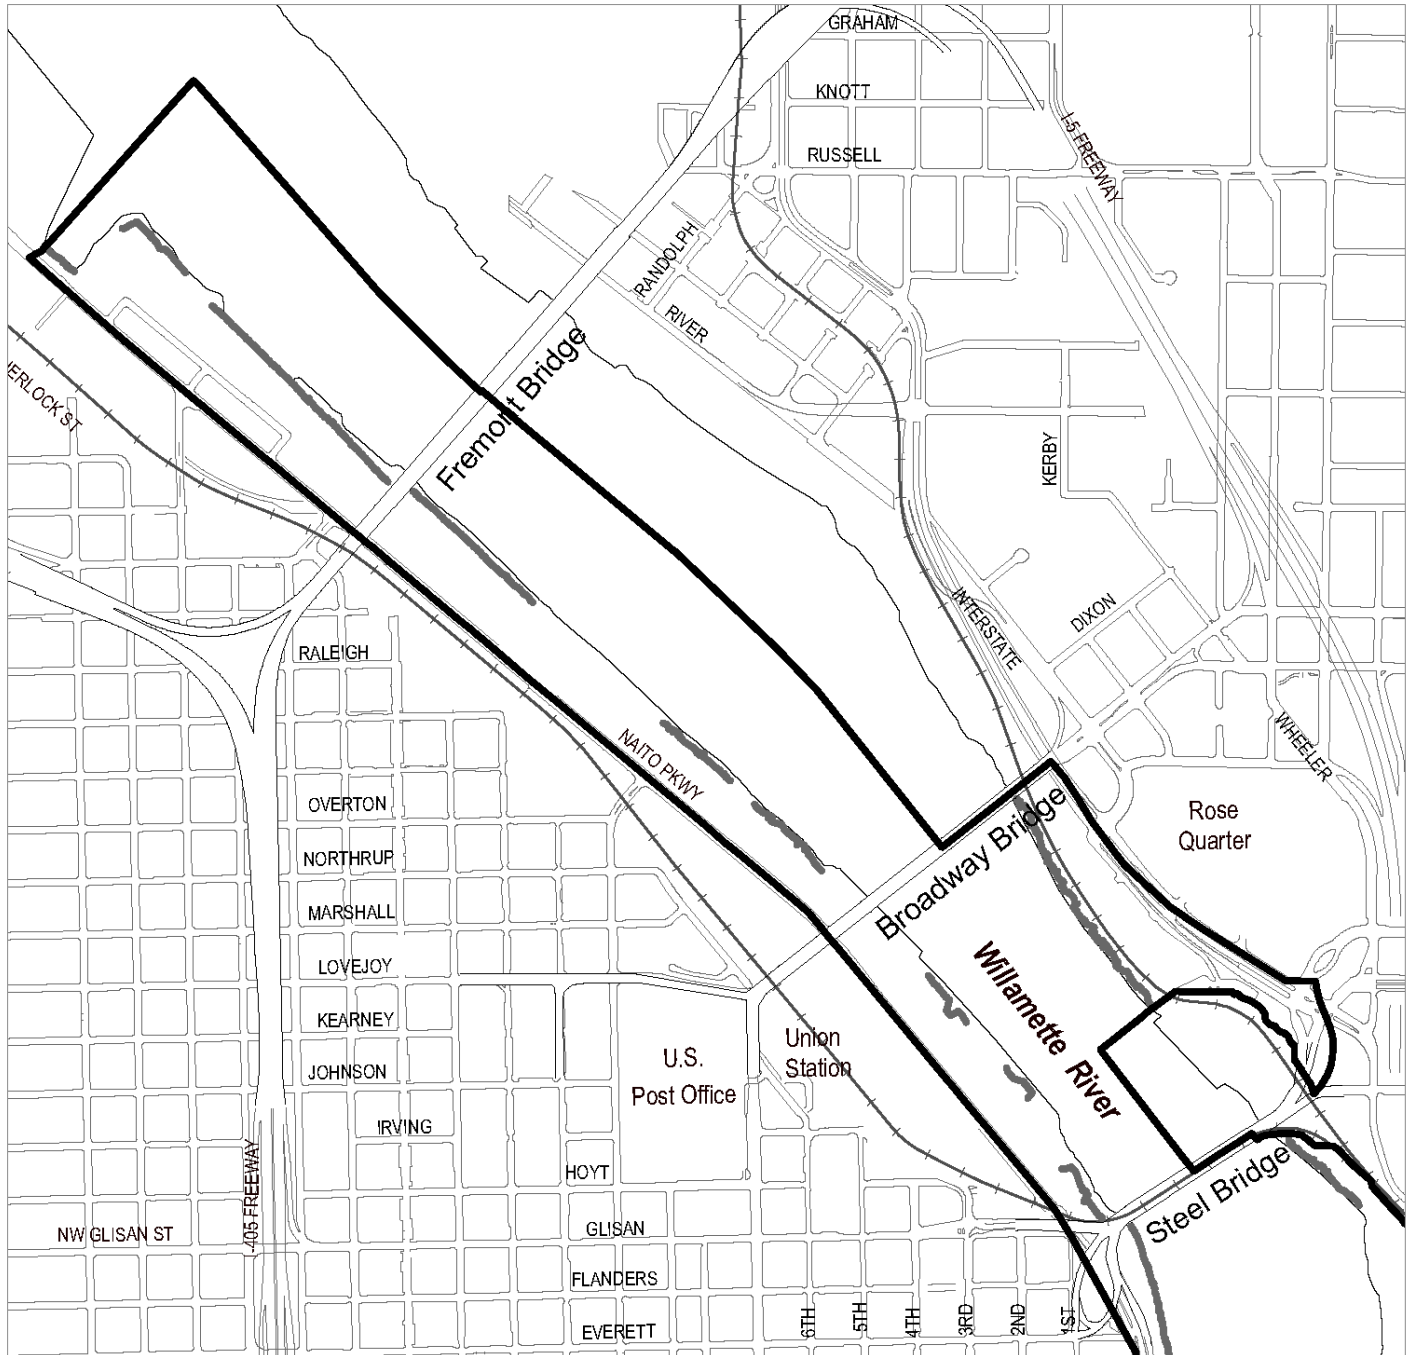 GRAHAM
KNOTT
I-5 FREEWAY
RUSSELL
RANDOLPH
RIVER
Fremont Bridge
KERBY
INTERSTATE
DIXON
RALEIGH
NAITO PKWY
WHEELER
OVERTON
Rose
Quarter
Broadway Bridge
NORTHRUP
MARSHALL
LOVEJOY
Willamette River
KEARNEY
Union
Station
U.S.
Post Office
JOHNSON
IRVING
HOYT
I-405 FREEWAY
Steel Bridge
NW GLISAN ST
GLISAN
FLANDERS
EVERETT
6TH
5TH
4TH
3RD
2ND
1ST